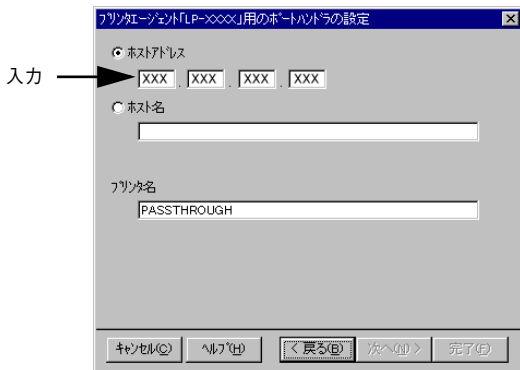 ﾌﾟﾘﾝﾀｴｰｼﾞｪﾝﾄ｢LP-XXXX｣用のﾎﾟｰﾄﾊﾝﾄﾞﾗの設定
ﾎｽﾄｱﾄﾞﾚｽ
入力
XXX . XXX . XXX . XXX
ﾎｽﾄ名
ﾌﾟﾘﾝﾀ名
PASSTHROUGH
ｷｬﾝｾﾙ(C) ﾍﾙﾌﾟ(H) < 戻る(B) 次へ(N) > 完了(F)